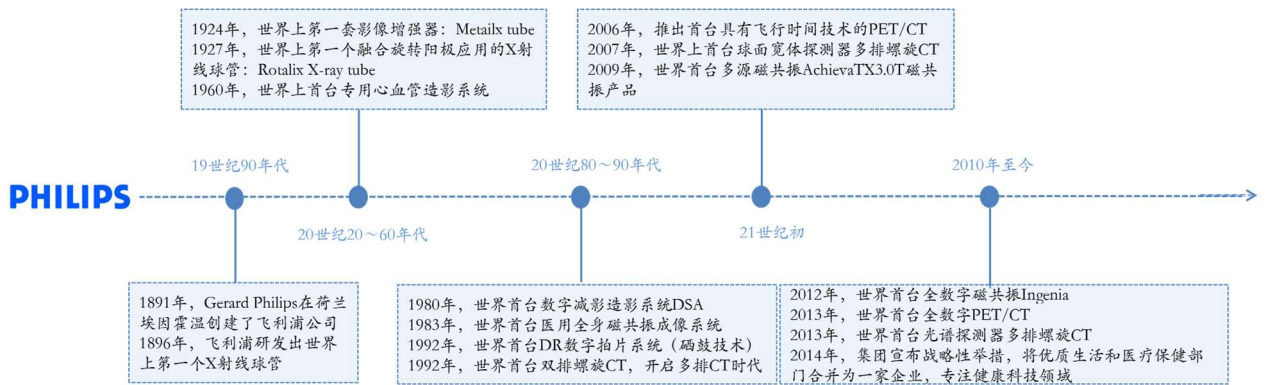 1924年，世界上第一套影像增强器：Metailx tube
1927年，世界上第一个融合旋转阳极应用的X射
线球管：Rotalix X-ray tube
1960年，世界上首台专用心血管造影系统
2006年，推出首台具有飞行时间技术的PET/CT
2007年，世界上首台球面宽体探测器多排螺旋CT
2009年，世界首台多源磁共振AchievaTX3.0T磁共
振产品
19世纪90年代
20世纪80～90年代
2010年至今
PHILIPS
20世纪20～60年代
21世纪初
1891年，Gerard Philips在荷兰
埃因霍温创建了飞利浦公司
1896年，飞利浦研发出世界
上第一个X射线球管
1980年，世界首台数字减影造影系统DSA
1983年，世界首台医用全身磁共振成像系统
1992年，世界首台DR数字拍片系统（硒鼓技术）
1992年，世界首台双排螺旋CT，开启多排CT时代
2012年，世界首台全数字磁共振Ingenia
2013年，世界首台全数字PET/CT
2013年，世界首台光谱探测器多排螺旋CT
2014年，集团宣布战略性举措，将优质生活和医疗保健部
门合并为一家企业，专注健康科技领域